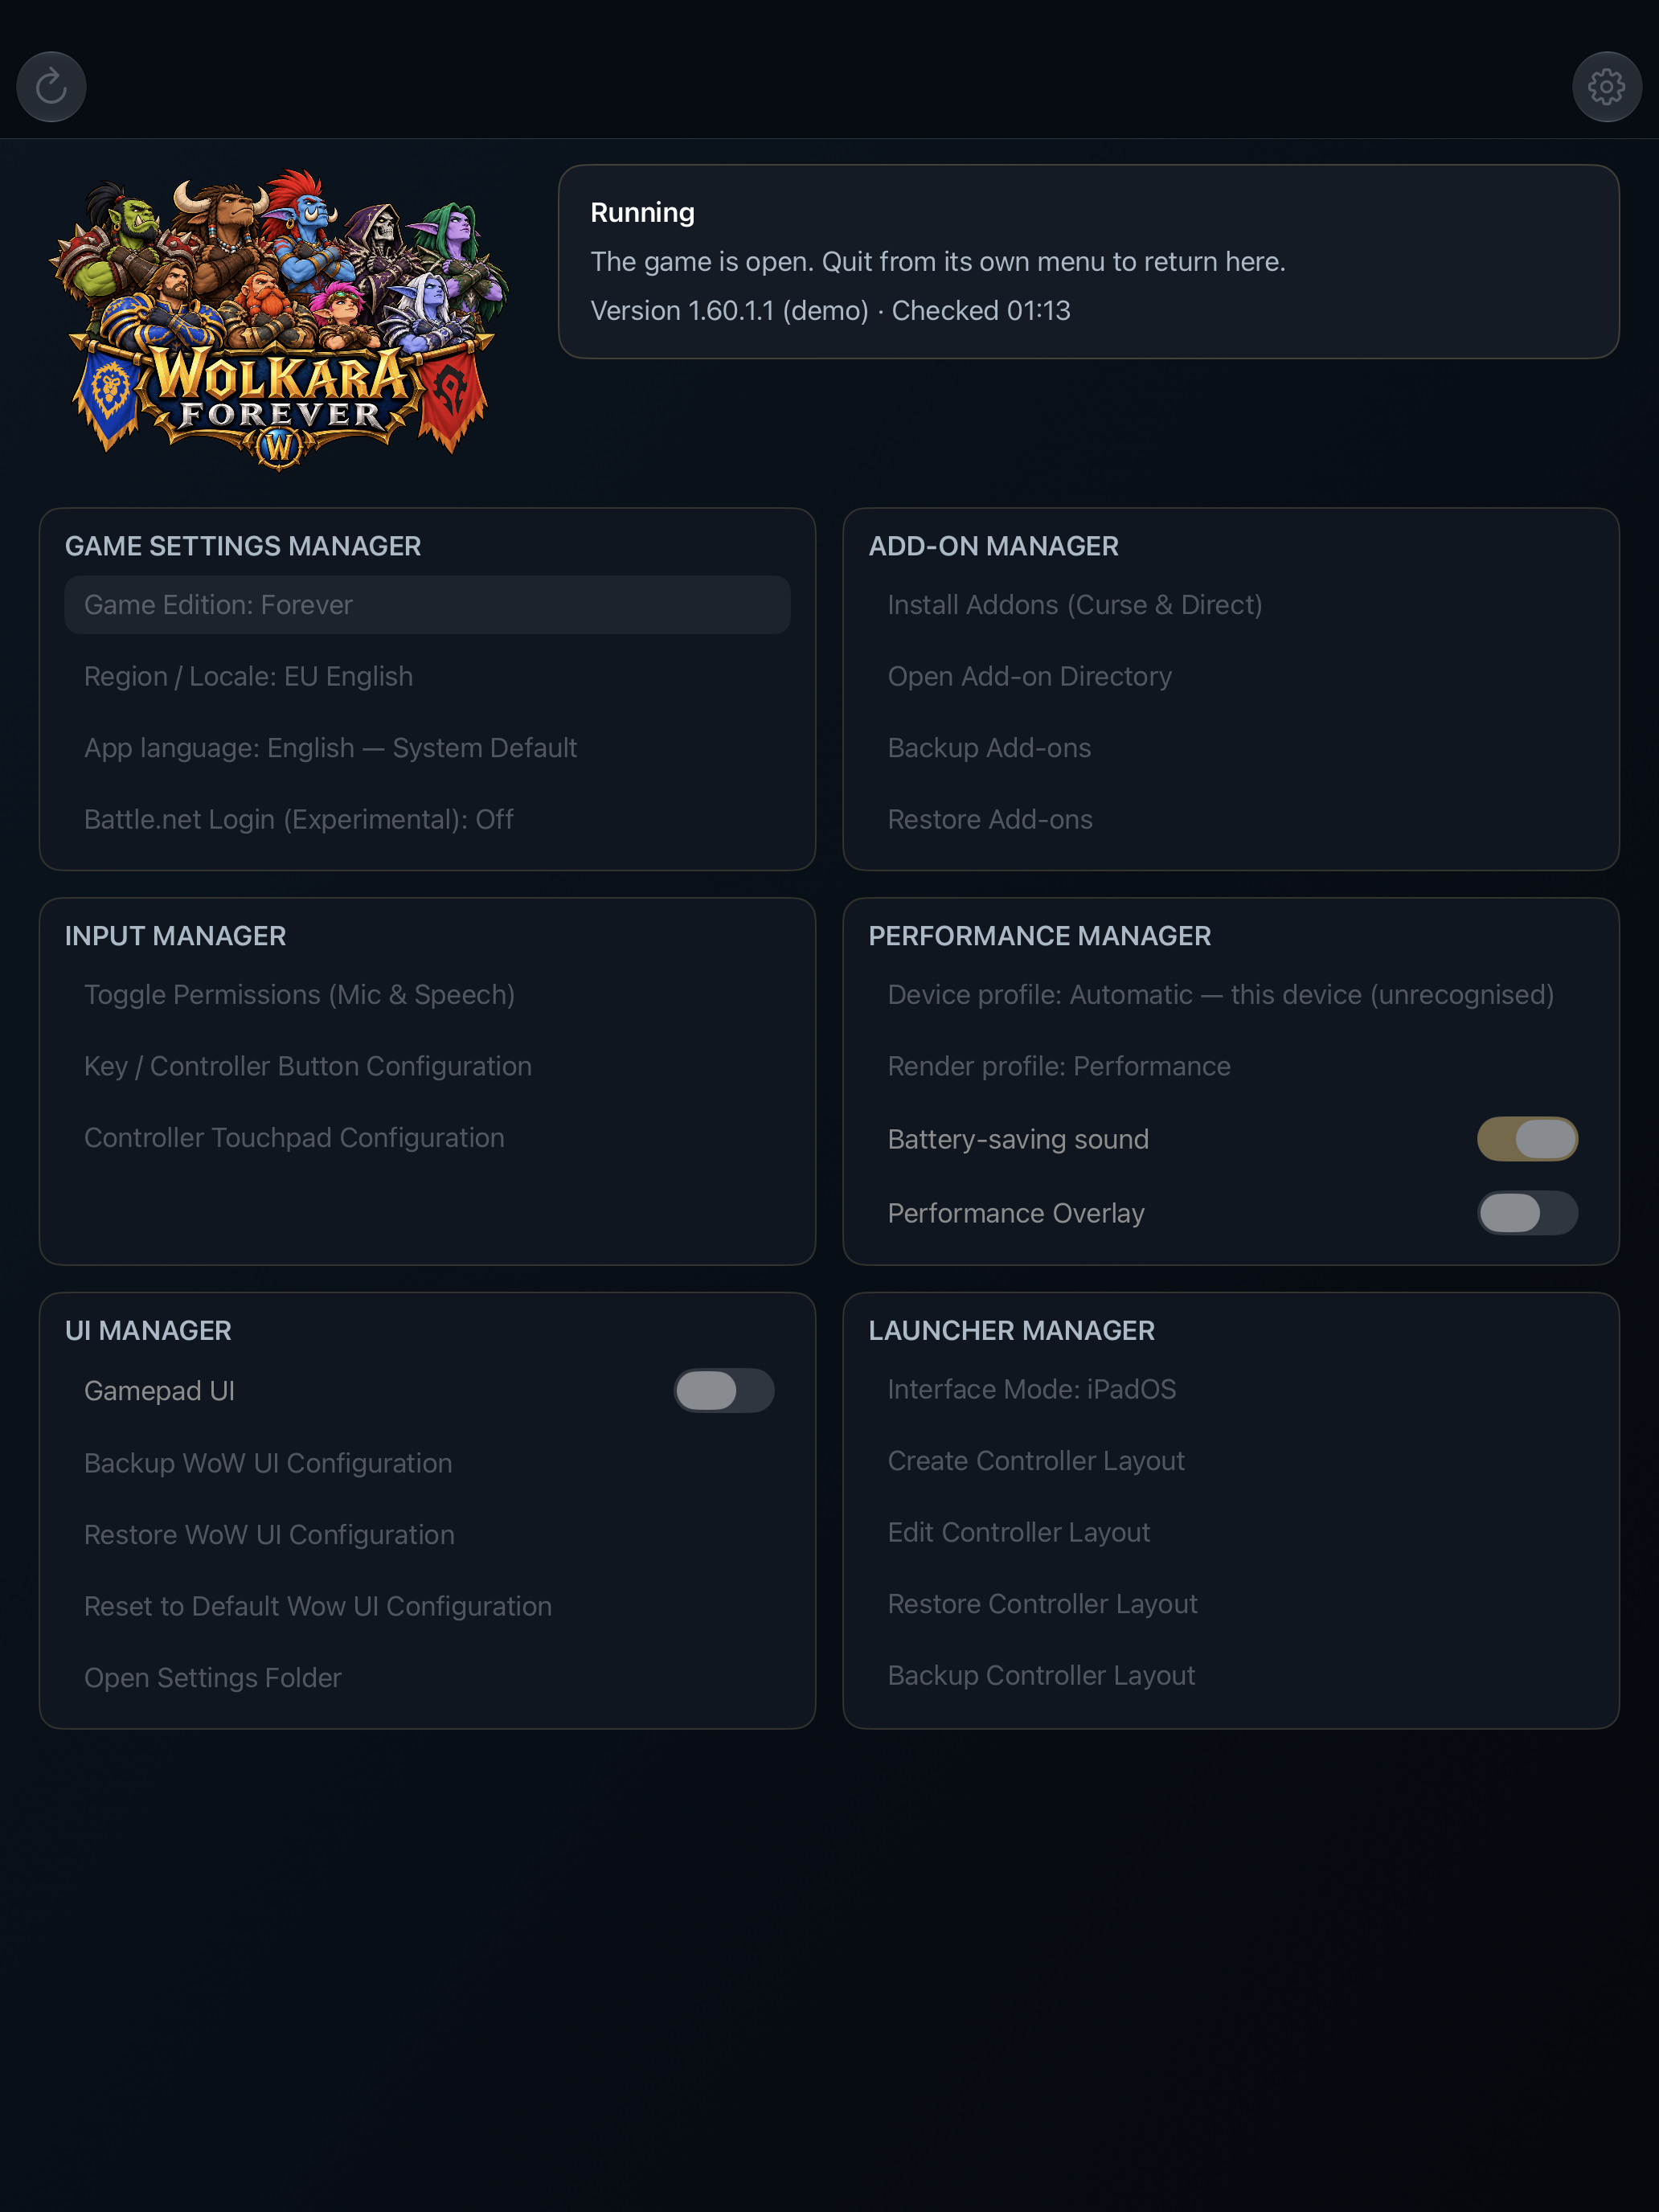 WOLKARA
FOREVER
W
Running
The game is open. Quit from its own menu to return here.
Version 1.60.1.1 (demo) · Checked 01:13
GAME SETTINGS MANAGER
Game Edition: Forever
Region / Locale: EU English
App language: English — System Default
Battle.net Login (Experimental): Off
ADD-ON MANAGER
Install Addons (Curse & Direct)
Open Add-on Directory
Backup Add-ons
Restore Add-ons
INPUT MANAGER
Toggle Permissions (Mic & Speech)
Key / Controller Button Configuration
Controller Touchpad Configuration
PERFORMANCE MANAGER
Device profile: Automatic — this device (unrecognised)
Render profile: Performance
Battery-saving sound
Performance Overlay
UI MANAGER
Gamepad UI
Backup WoW UI Configuration
Restore WoW UI Configuration
Reset to Default Wow UI Configuration
Open Settings Folder
LAUNCHER MANAGER
Interface Mode: iPadOS
Create Controller Layout
Edit Controller Layout
Restore Controller Layout
Backup Controller Layout